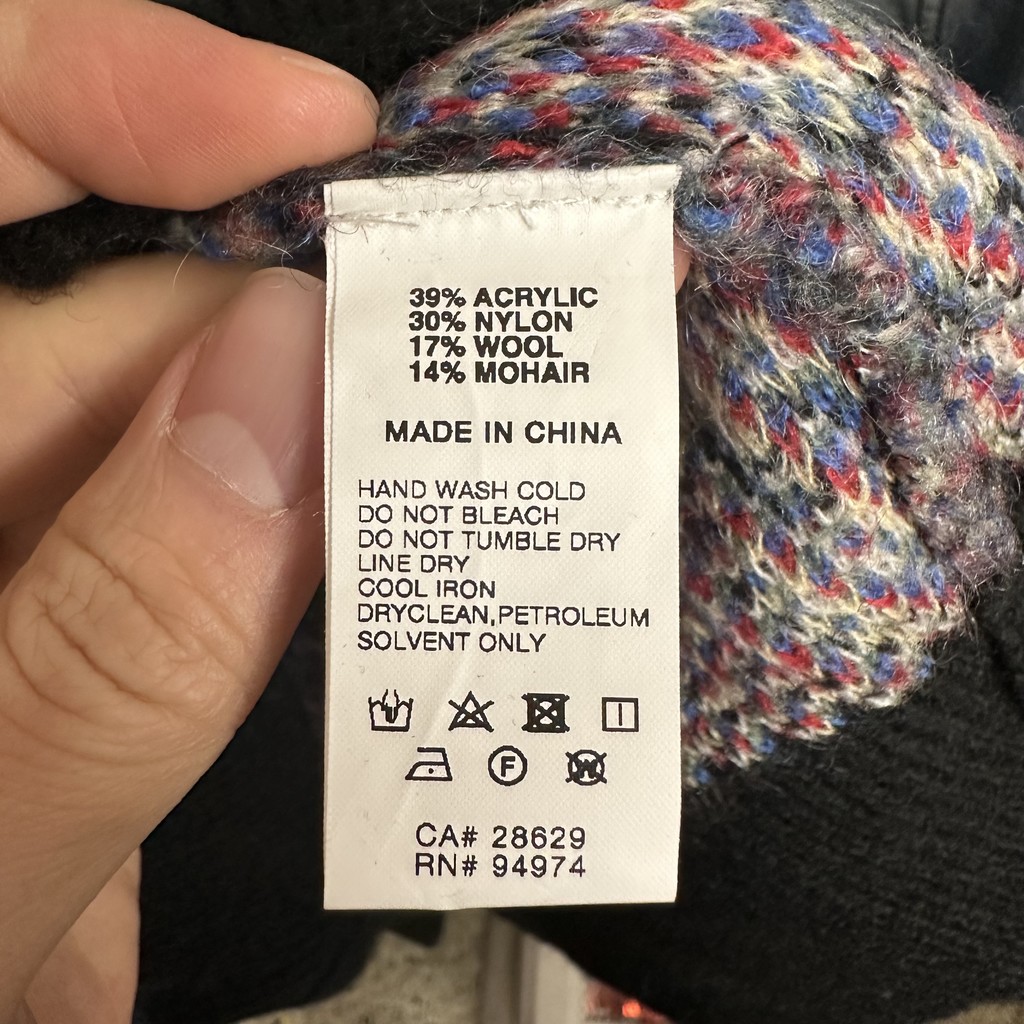 39% ACRYLIC
30% NYLON
17% WOOL
14% MOHAIR
MADE IN CHINA
HAND WASH COLD
DO NOT BLEACH
DO NOT TUMBLE DRY
LINE DRY
COOL IRON
DRYCLEAN,PETROLEUM
SOLVENT ONLY
F W
CA# 28629
RN# 94974